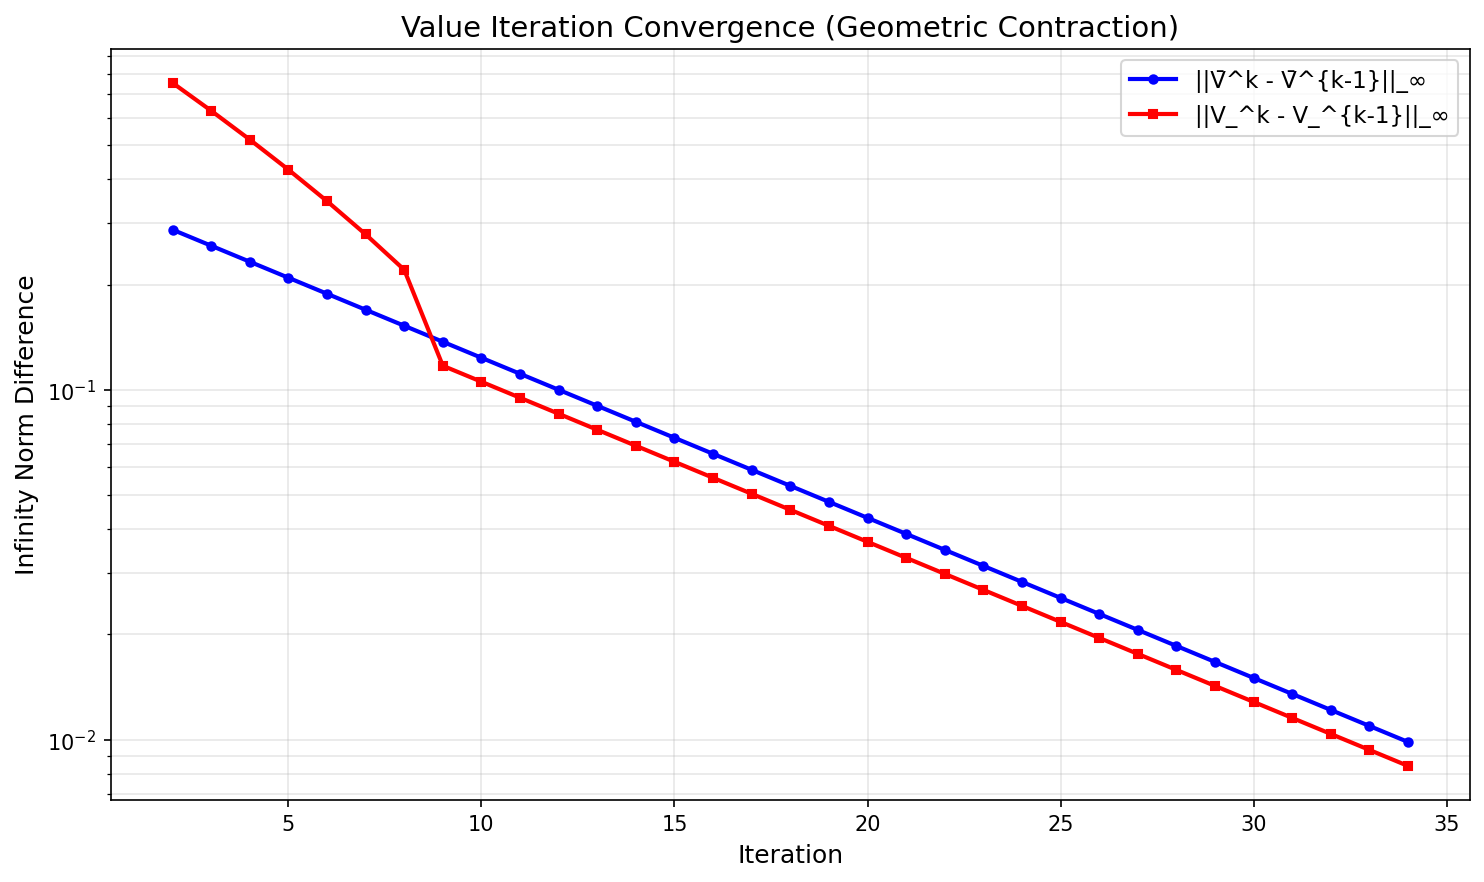 Value Iteration Convergence (Geometric Contraction)
||V̄^k - V̄^{k-1}||_∞
||V_^k - V_^{k-1}||_∞
Infinity Norm Difference
10⁻¹
10⁻²
5 10 15 20 25 30 35
Iteration